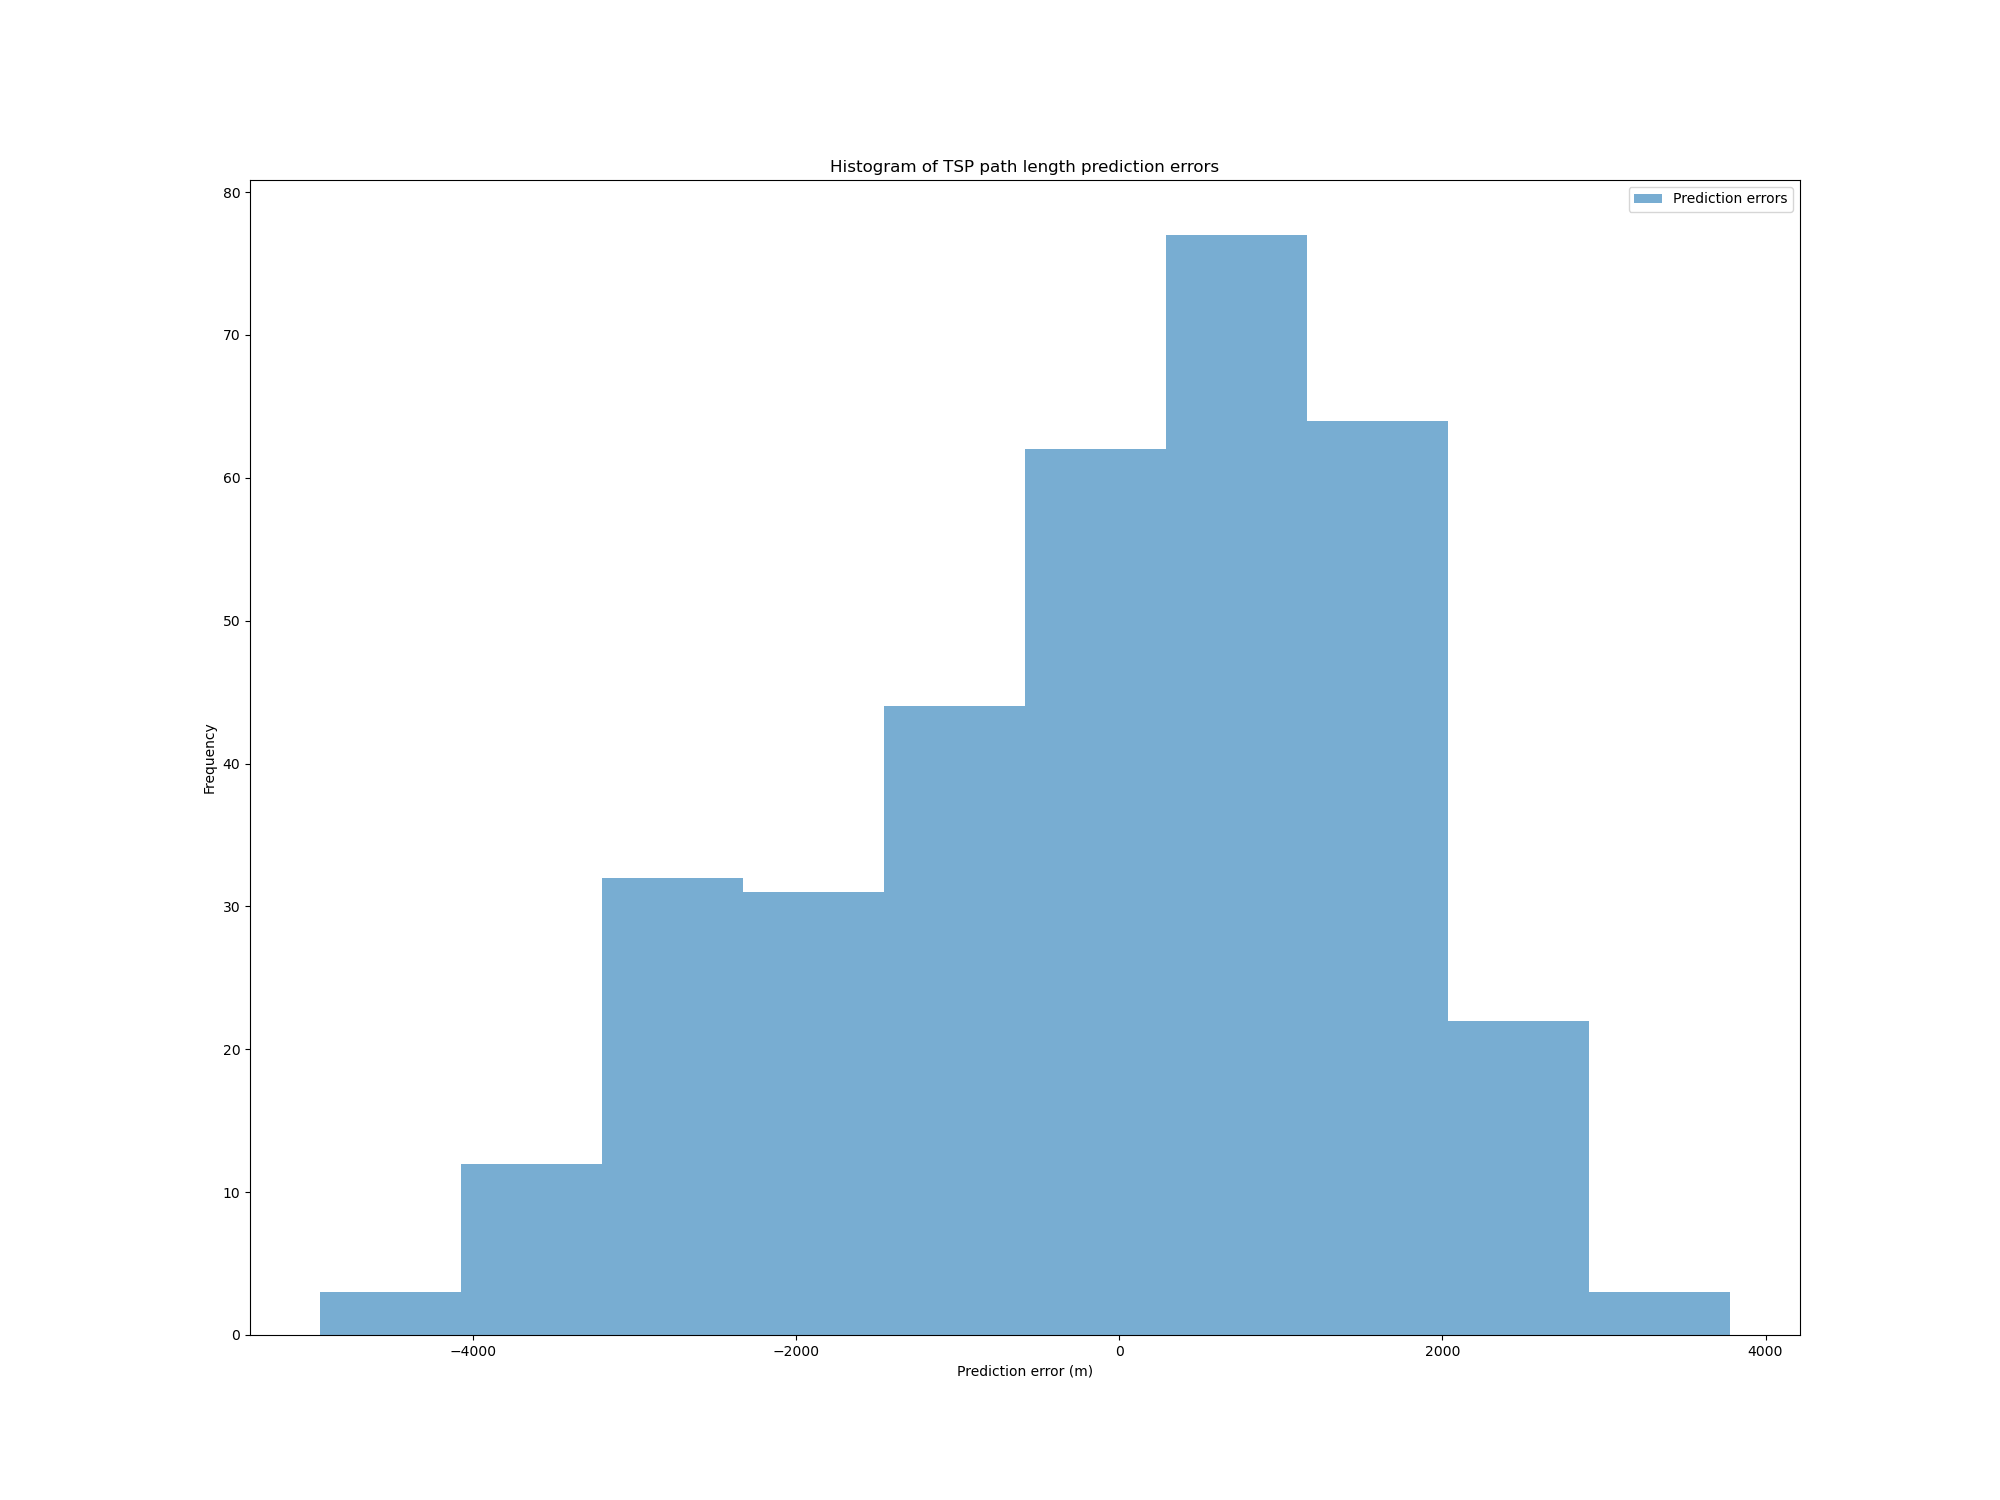 Histogram of TSP path length prediction errors
Prediction errors
80
70
60
50
40
30
20
10
0
Frequency
−4000 −2000 0 2000 4000
Prediction error (m)